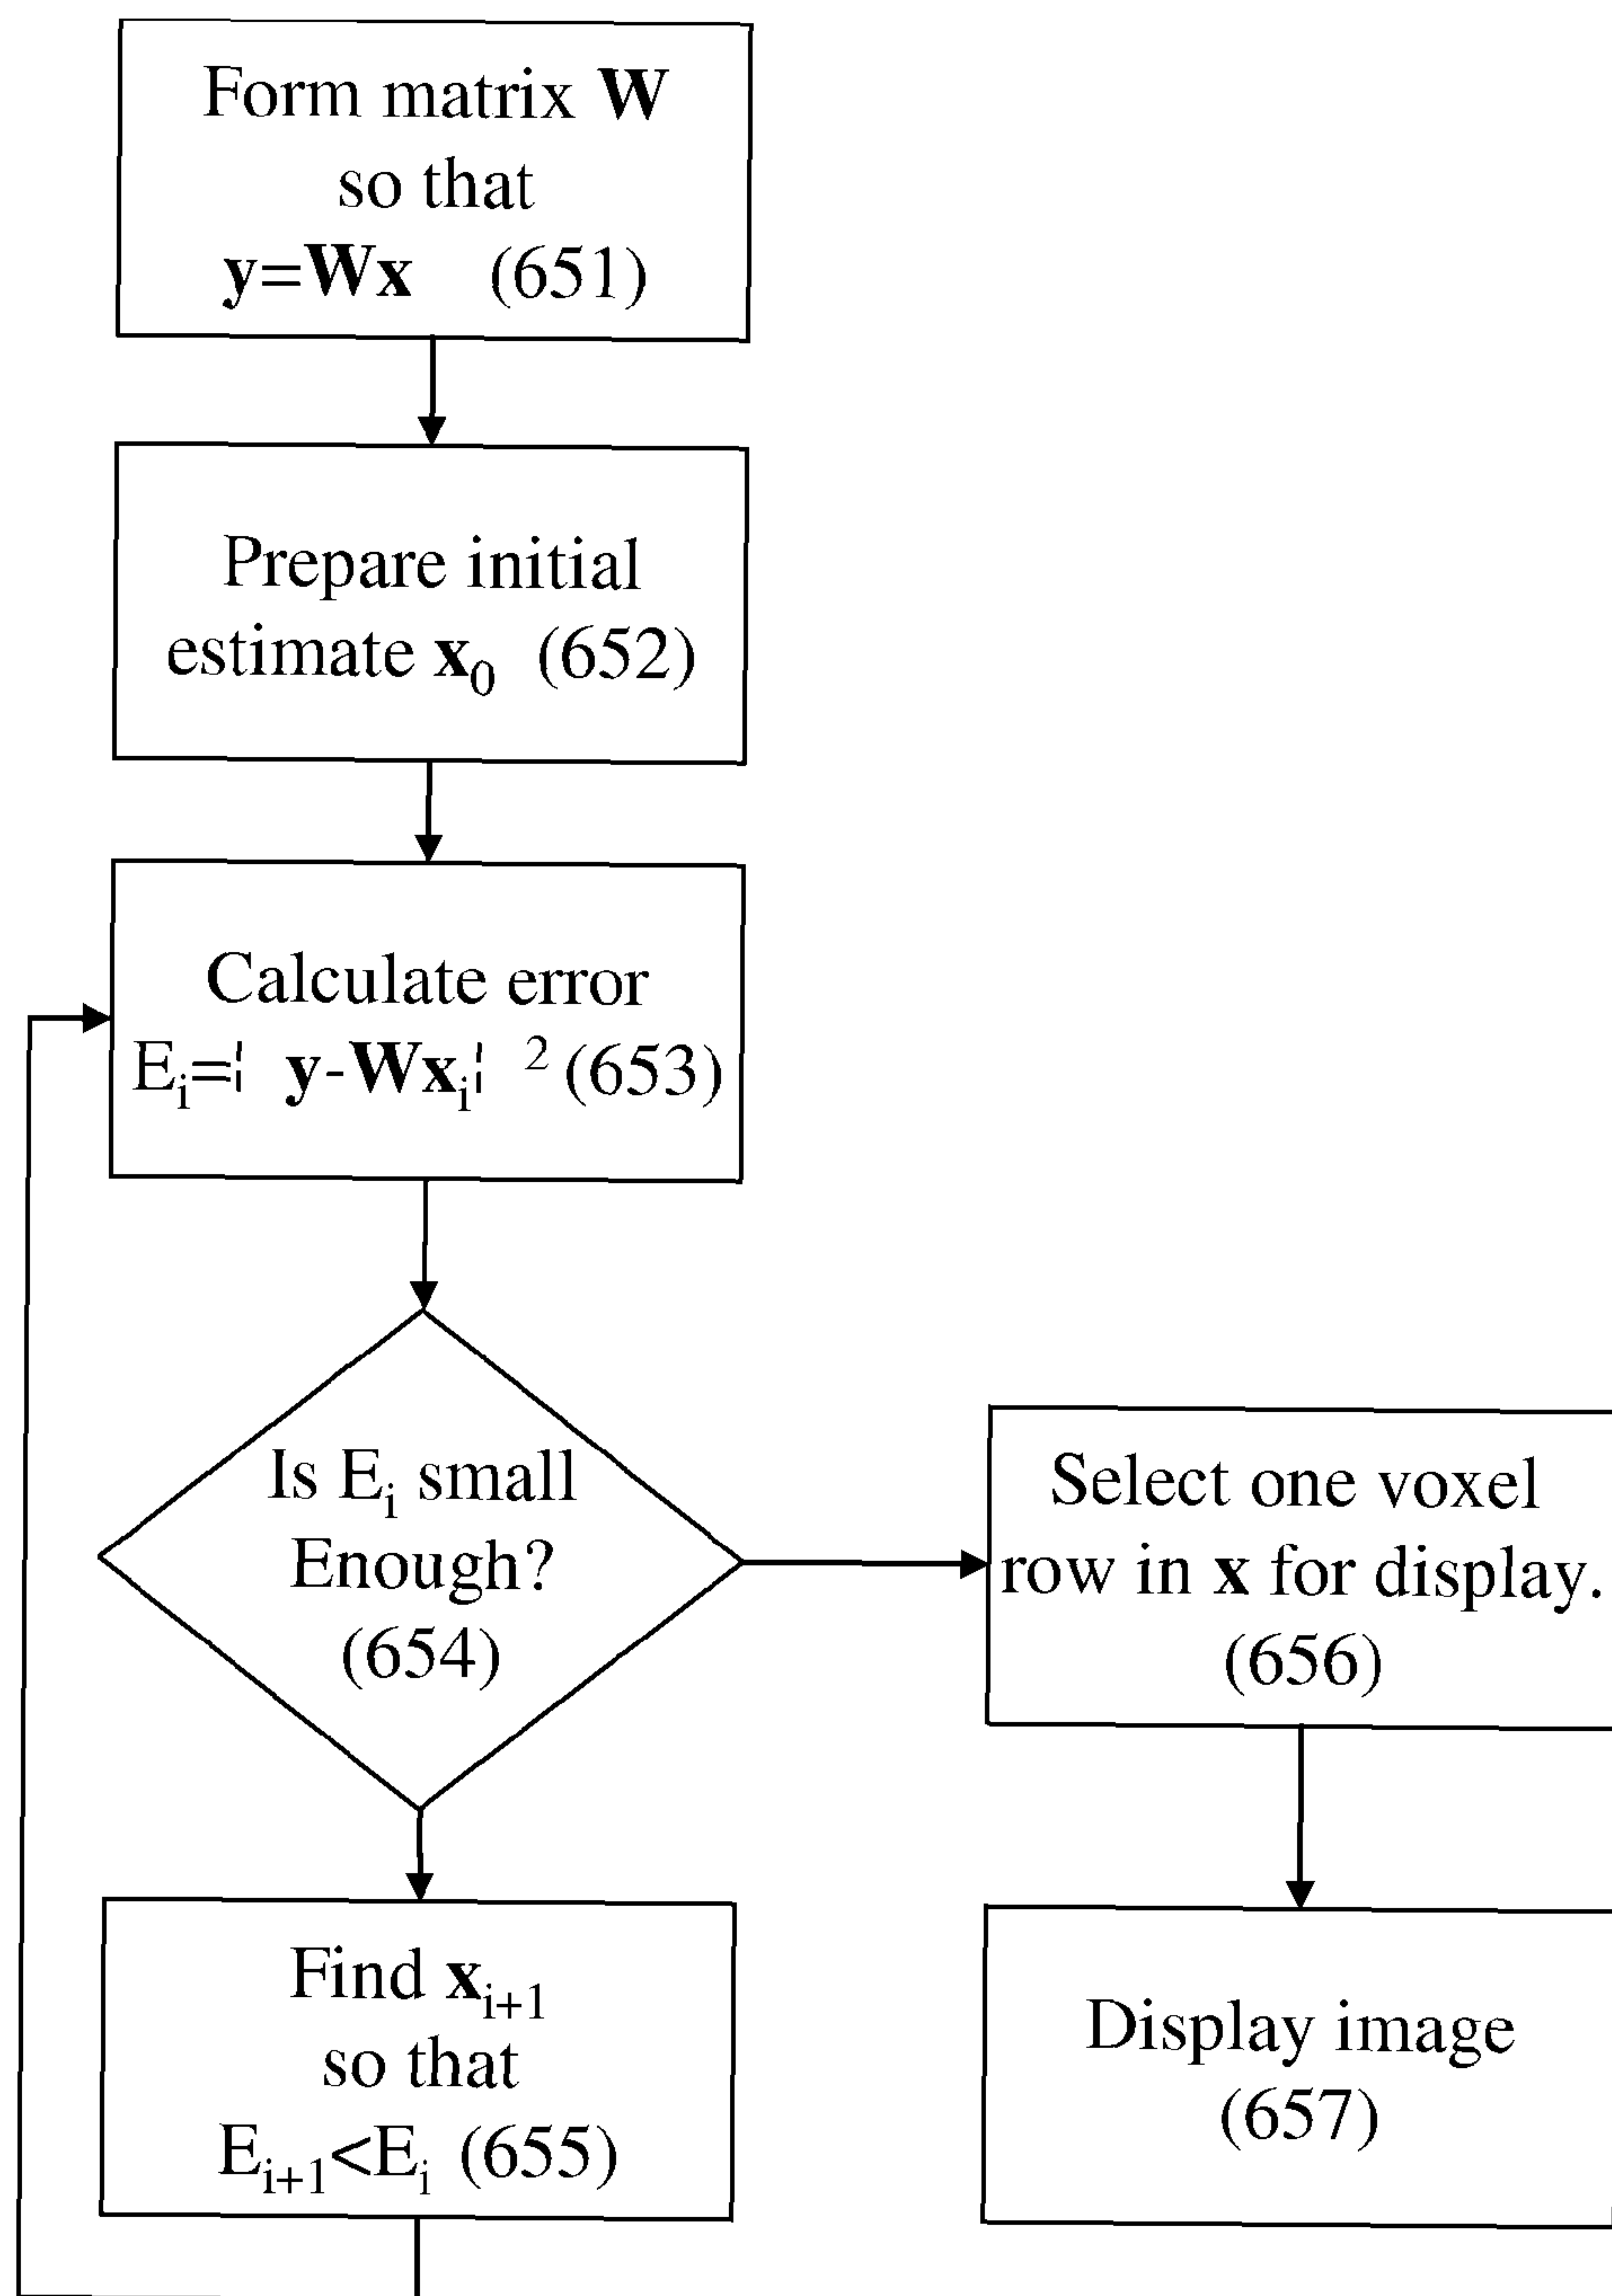 Form matrix W
so that
y=Wx (651)
Prepare initial
estimate x₀ (652)
Calculate error
Eᵢ=¦ y-Wxᵢ¦ ² (653)
Is Eᵢ small
Enough?
(654)
Select one voxel
row in x for display.
(656)
Find xᵢ₊₁
so that
Eᵢ₊₁<Eᵢ (655)
Display image
(657)